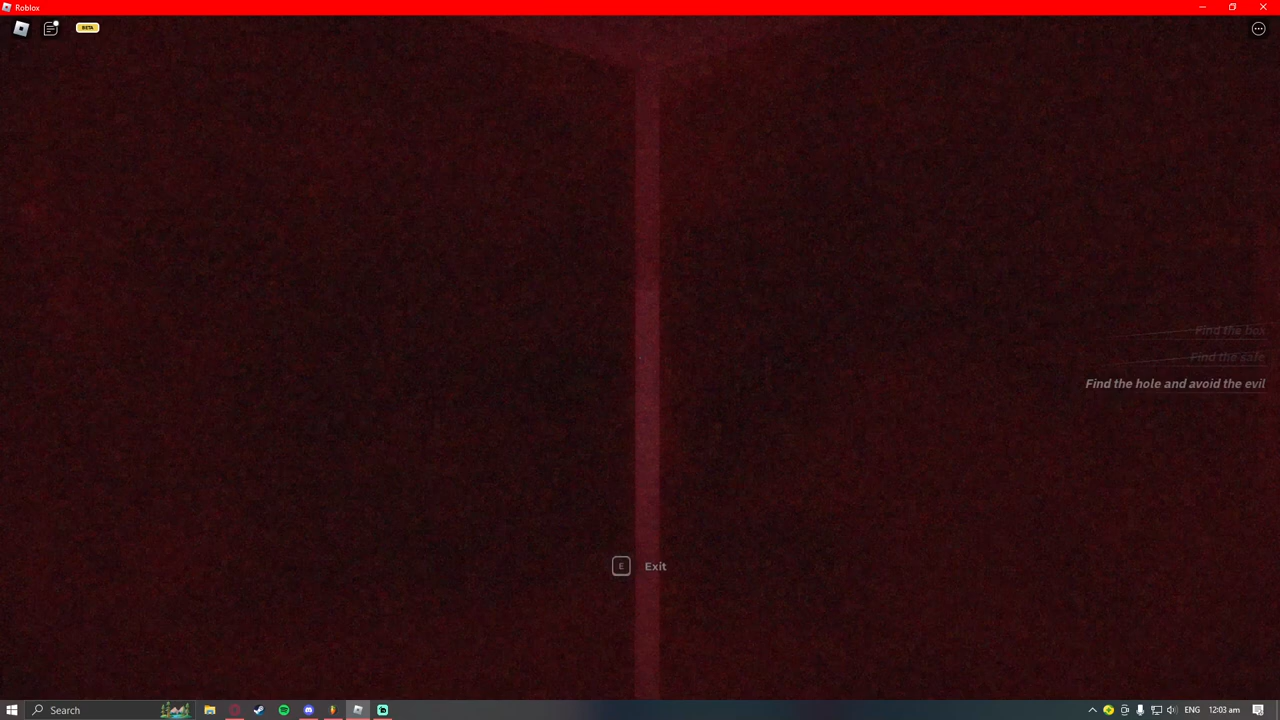 Roblox
BETA
Find the box
Find the safe
Find the hole and avoid the evil
E Exit
Search
ENG 12:03 am